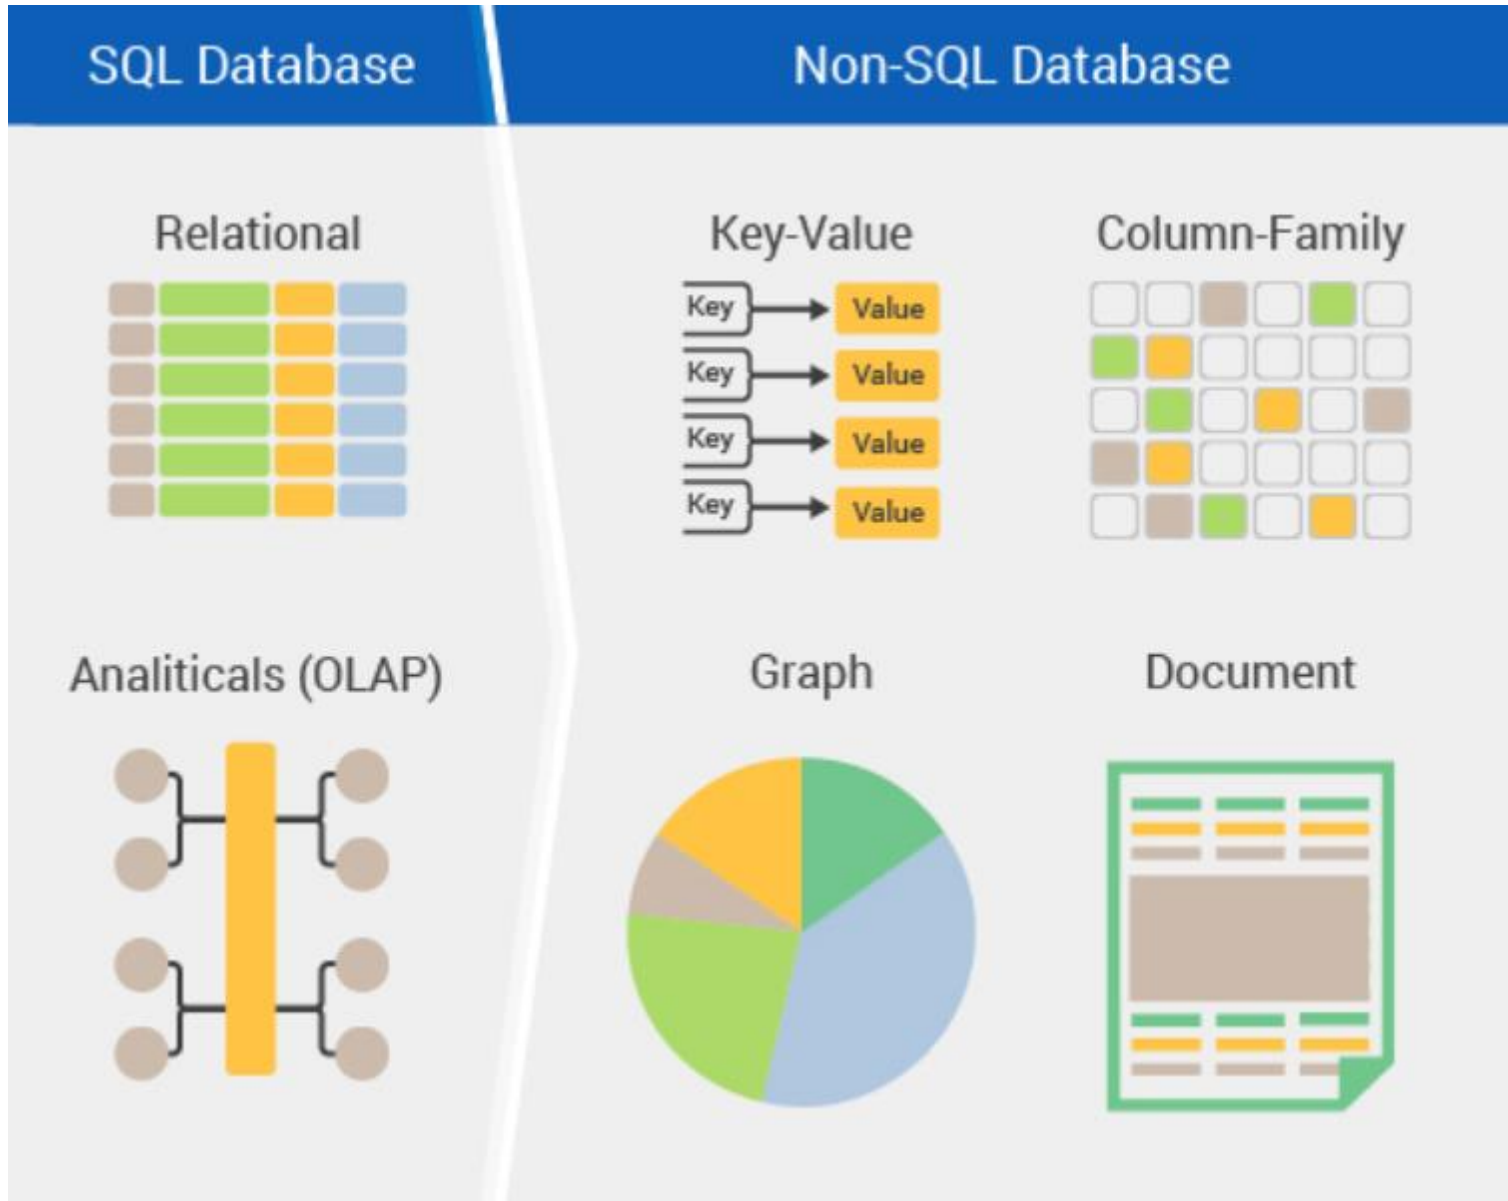 SQL Database
Non-SQL Database
Relational
Key-Value
Column-Family
Key Value
Key Value
Key Value
Key Value
Analiticals (OLAP)
Graph
Document